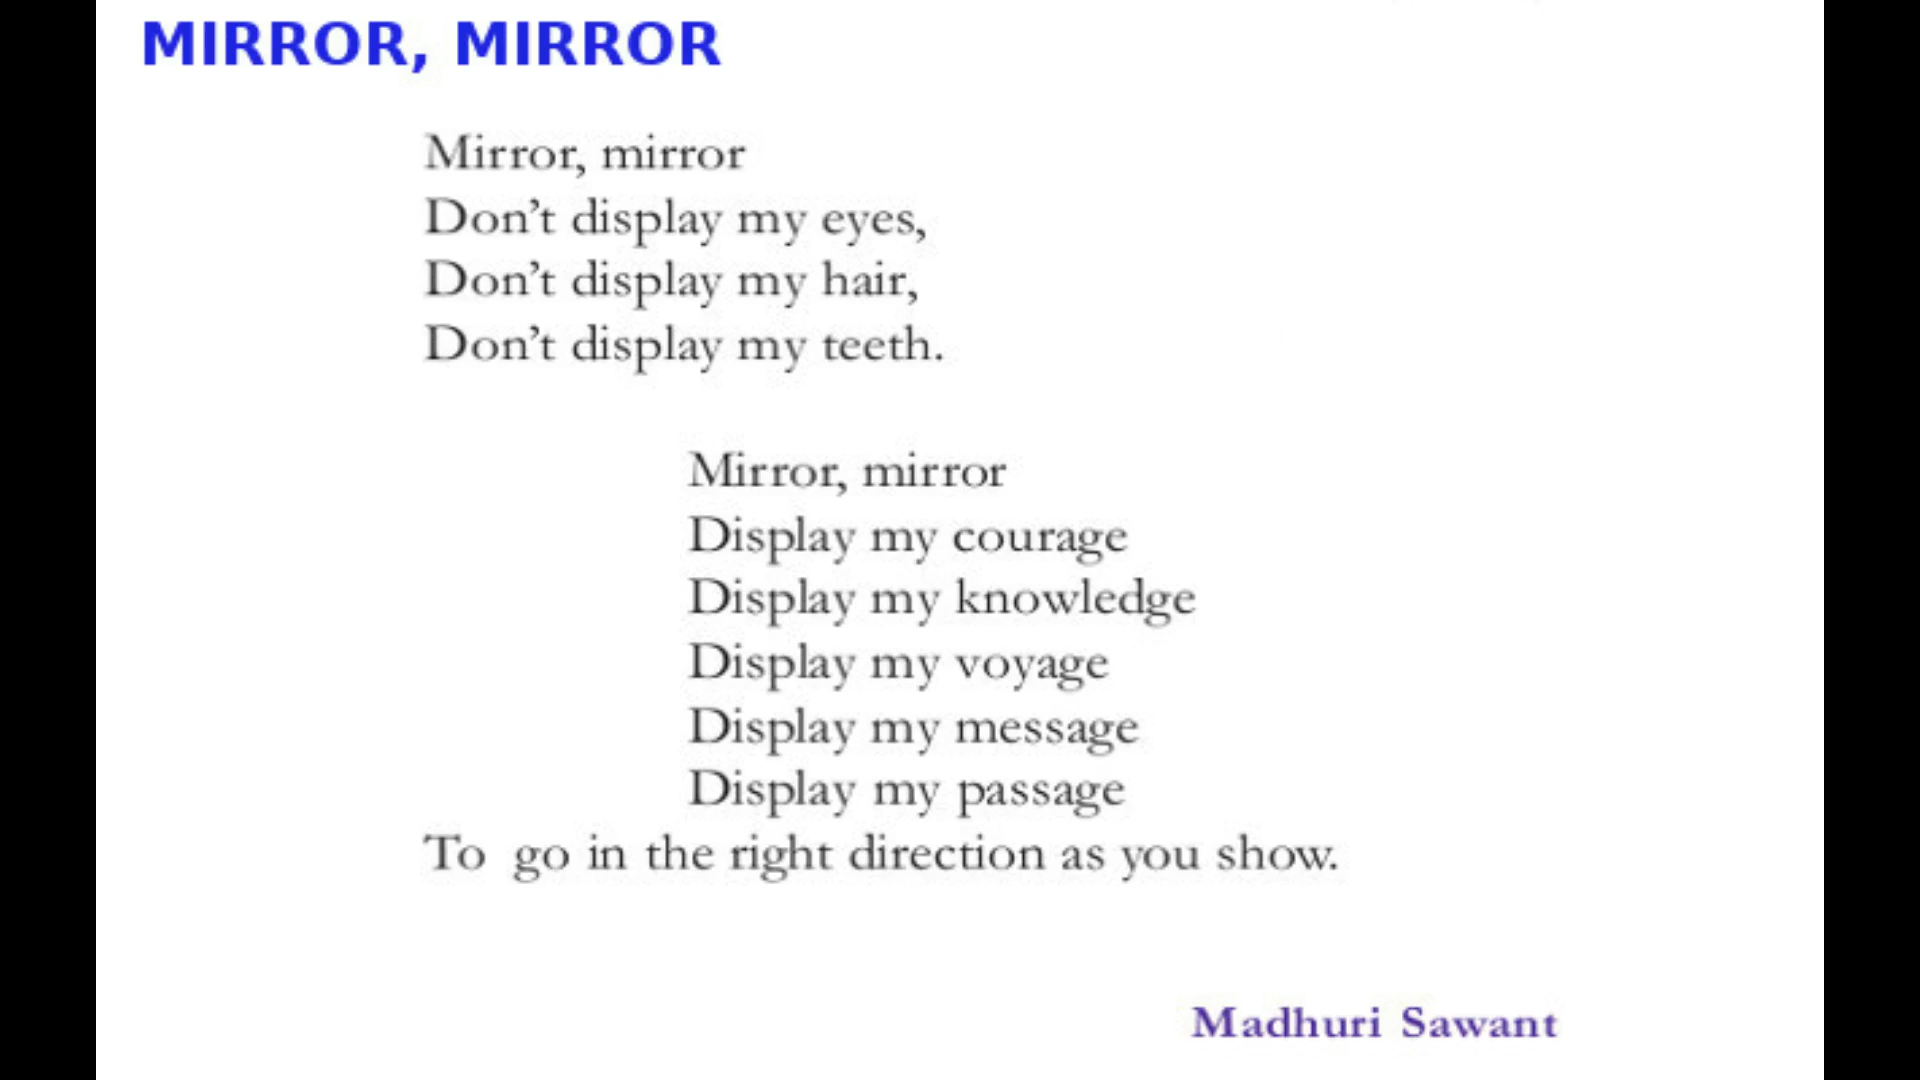 MIRROR, MIRROR
Mirror, mirror
Don't display my eyes,
Don't display my hair,
Don't display my teeth.
Mirror, mirror
Display my courage
Display my knowledge
Display my voyage
Display my message
Display my passage
To go in the right direction as you show.
Madhuri Sawant